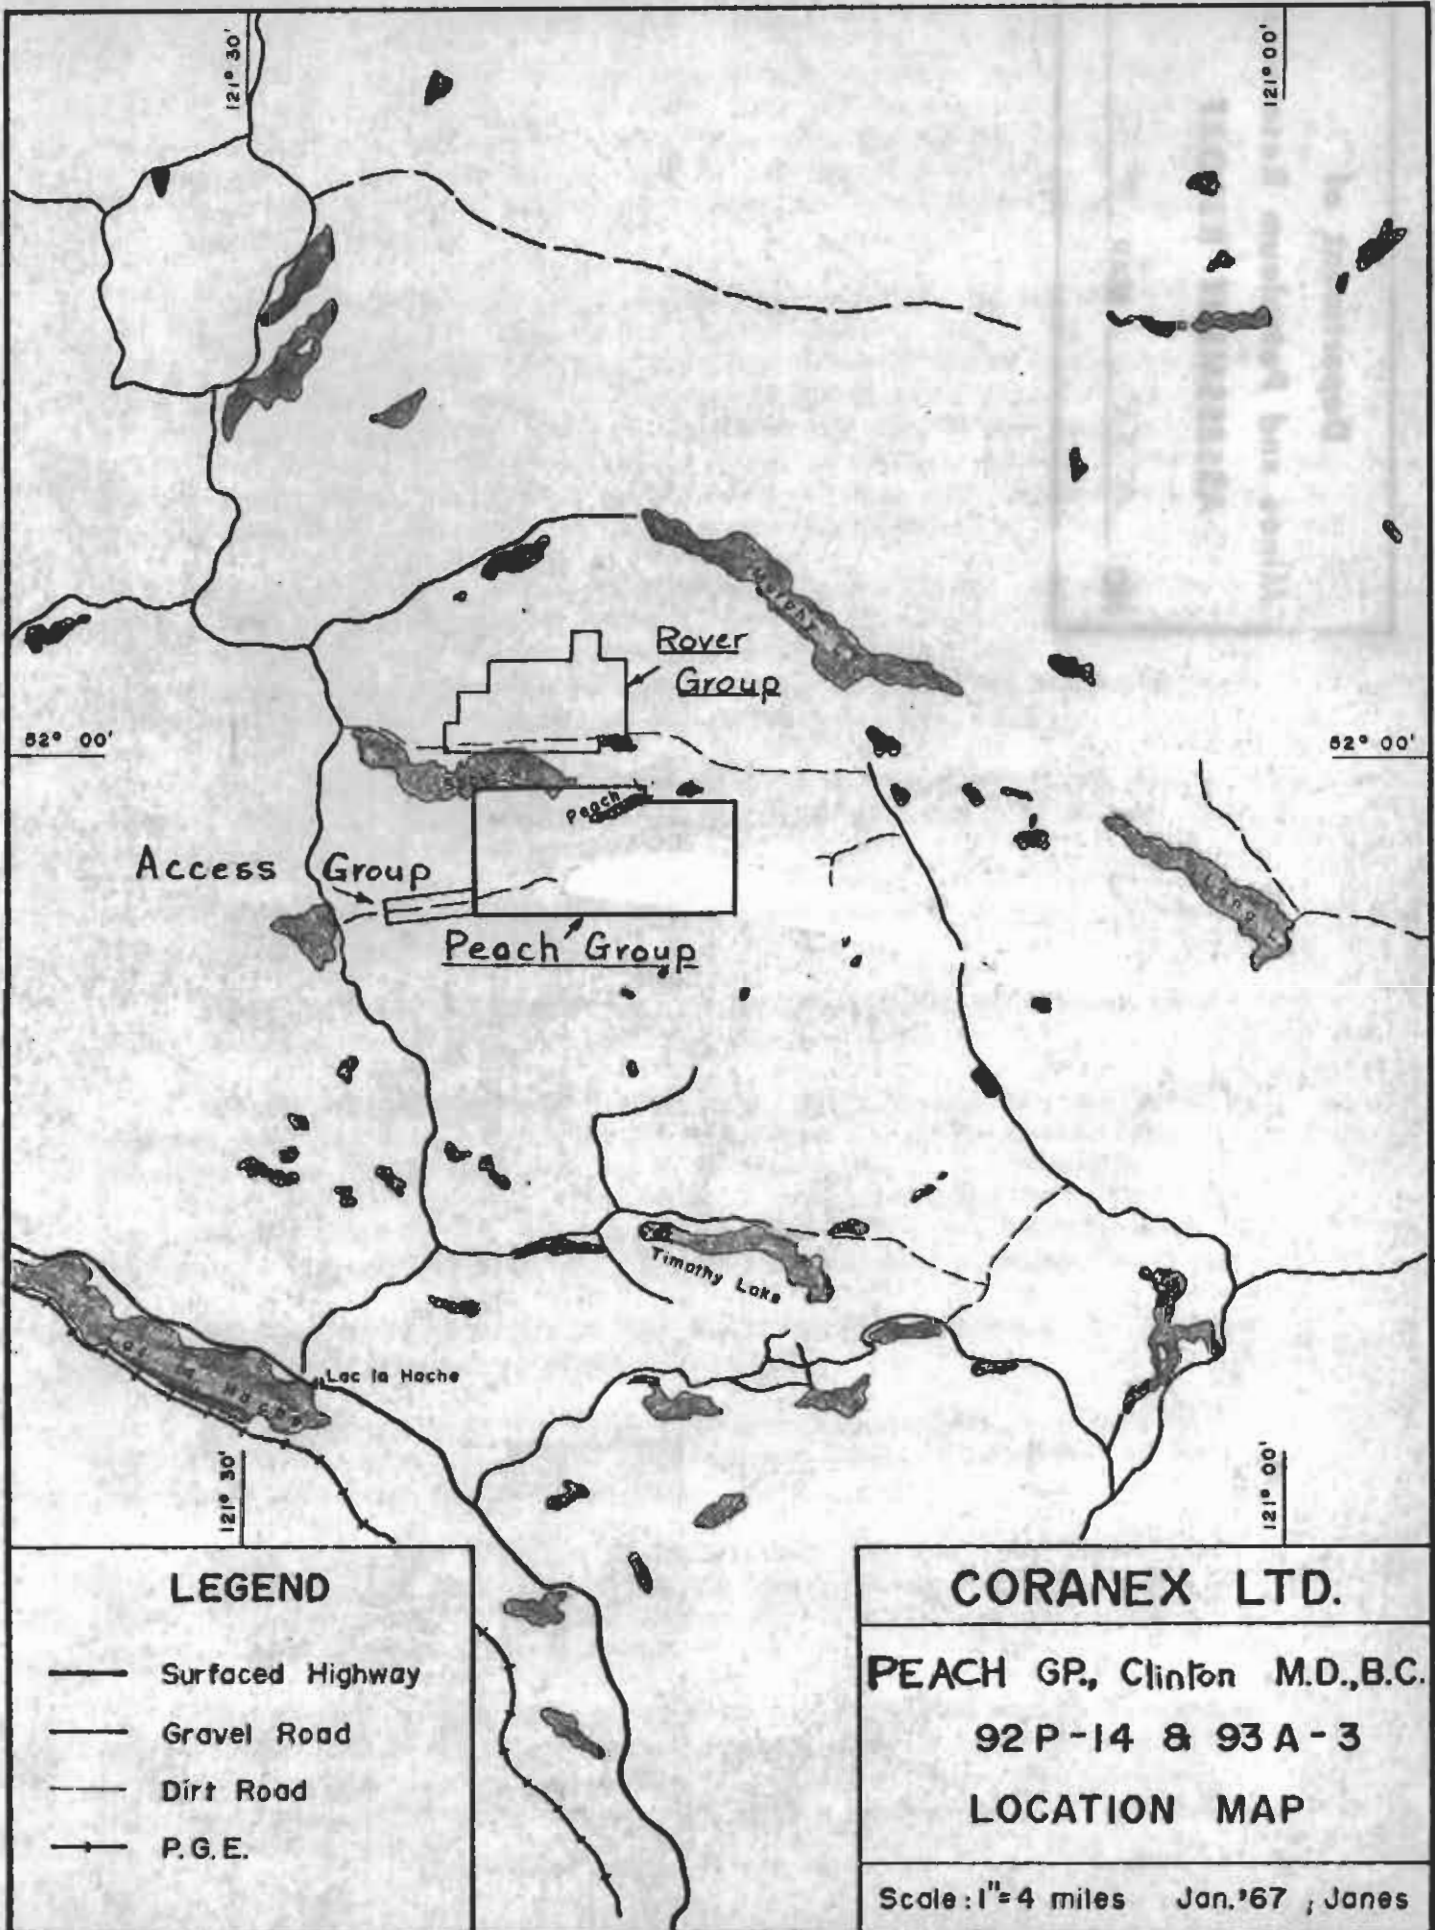 121° 30'
121° 00'
Rover
Group
52° 00'
52° 00'
Peach
Access Group
Peach Group
Long
Timothy Lake
Lac la Hache
121° 30'
121° 00'
LEGEND
Surfaced Highway
Gravel Road
Dirt Road
P.G.E.
CORANEX LTD.
PEACH GP., Clinton M.D., B.C.
92 P-14 & 93 A-3
LOCATION MAP
Scale: 1"=4 miles Jan.'67 ; Janes